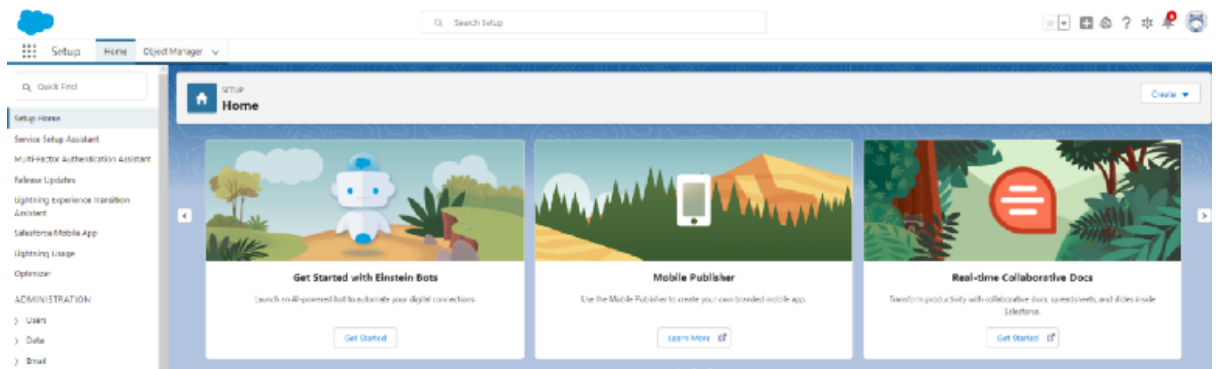 Search Setup
Setup
Home
Object Manager
Quick Find
Setup Home
Service Setup Assistant
Multi-Factor Authentication Assistant
Release Updates
Lightning Experience Transition
Assistant
Salesforce Mobile App
Lightning Usage
Optimizer
ADMINISTRATION
Users
Data
Email
SETUP
Home
Create
Get Started with Einstein Bots
Launch an AI-powered bot to automate your digital connections.
Get Started
Mobile Publisher
Use the Mobile Publisher to create your own branded mobile app.
Learn More
Real-time Collaborative Docs
Transform productivity with collaborative docs, spreadsheets, and slides inside
Salesforce.
Get Started